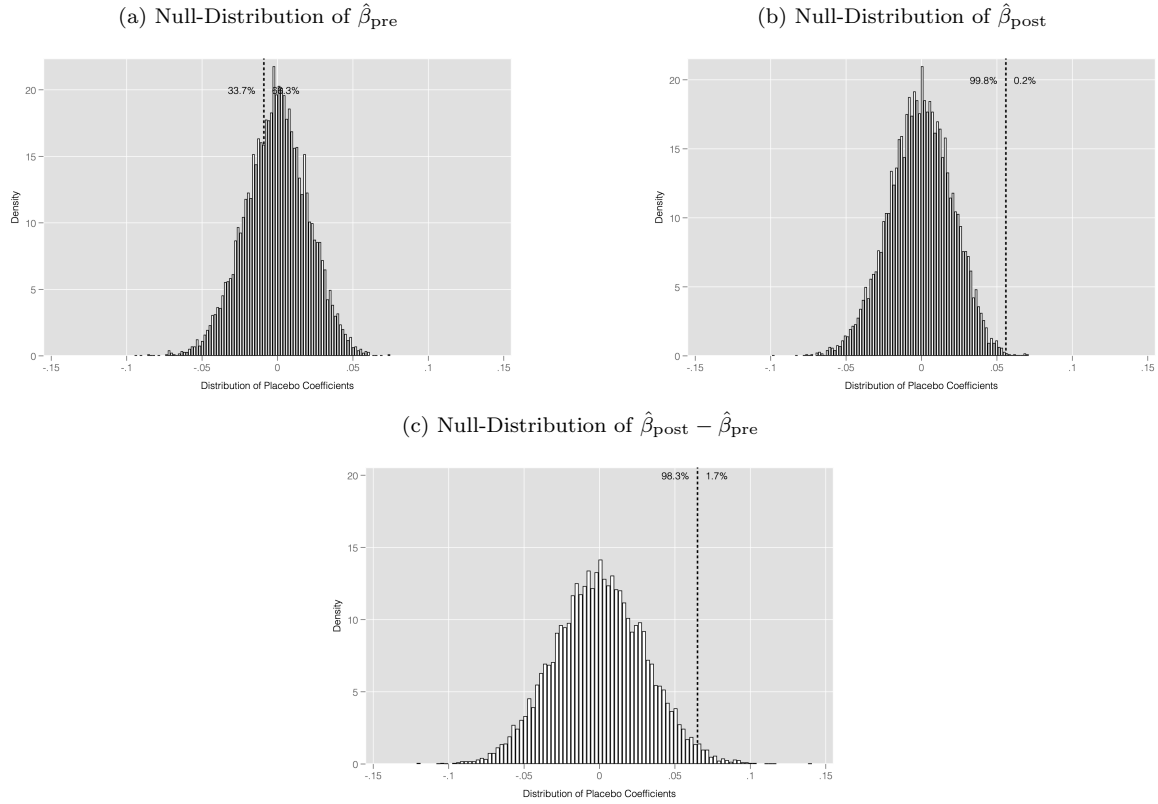 (a) Null-Distribution of β̂pre
33.7%
20
15
10
5
0
Density
-.15 -.1 -.05 0 .05 .1 .15
Distribution of Placebo Coefficients
(b) Null-Distribution of β̂post
99.8% 0.2%
20
15
10
5
0
Density
-.15 -.1 -.05 0 .05 .1 .15
Distribution of Placebo Coefficients
(c) Null-Distribution of β̂post − β̂pre
98.3% 1.7%
20
15
10
5
0
Density
-.15 -.1 -.05 0 .05 .1 .15
Distribution of Placebo Coefficients